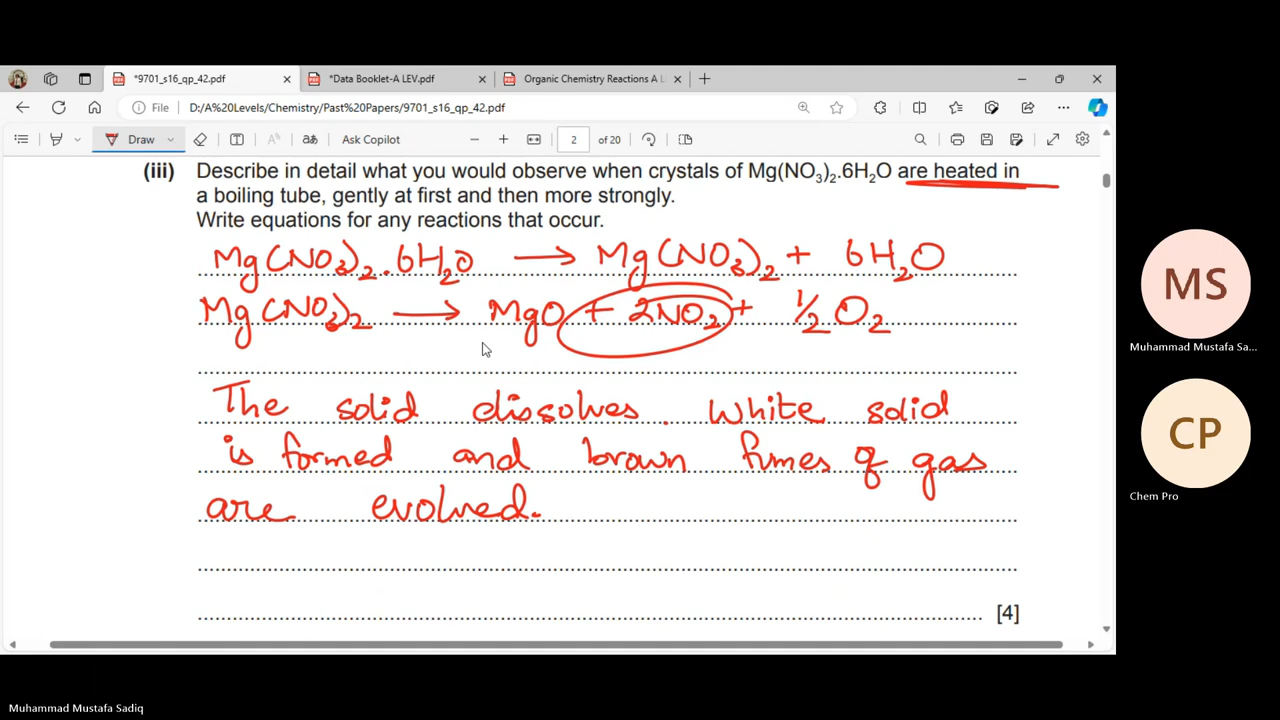 *9701_s16_qp_42.pdf
*Data Booklet-A LEV.pdf
Organic Chemistry Reactions A L
File
D:/A%20Levels/Chemistry/Past%20Papers/9701_s16_qp_42.pdf
Draw
Ask Copilot
2 of 20
(iii) Describe in detail what you would observe when crystals of Mg(NO₃)₂.6H₂O are heated in
a boiling tube, gently at first and then more strongly.
Write equations for any reactions that occur.
Mg(NO₃)₂.6H₂O → Mg(NO₃)₂ + 6H₂O
Mg(NO₃)₂ → MgO + 2NO₂ + ½O₂
The solid dissolves. White solid
is formed and brown fumes of gas
are evolved.
[4]
MS
Muhammad Mustafa Sa...
CP
Chem Pro
Muhammad Mustafa Sadiq